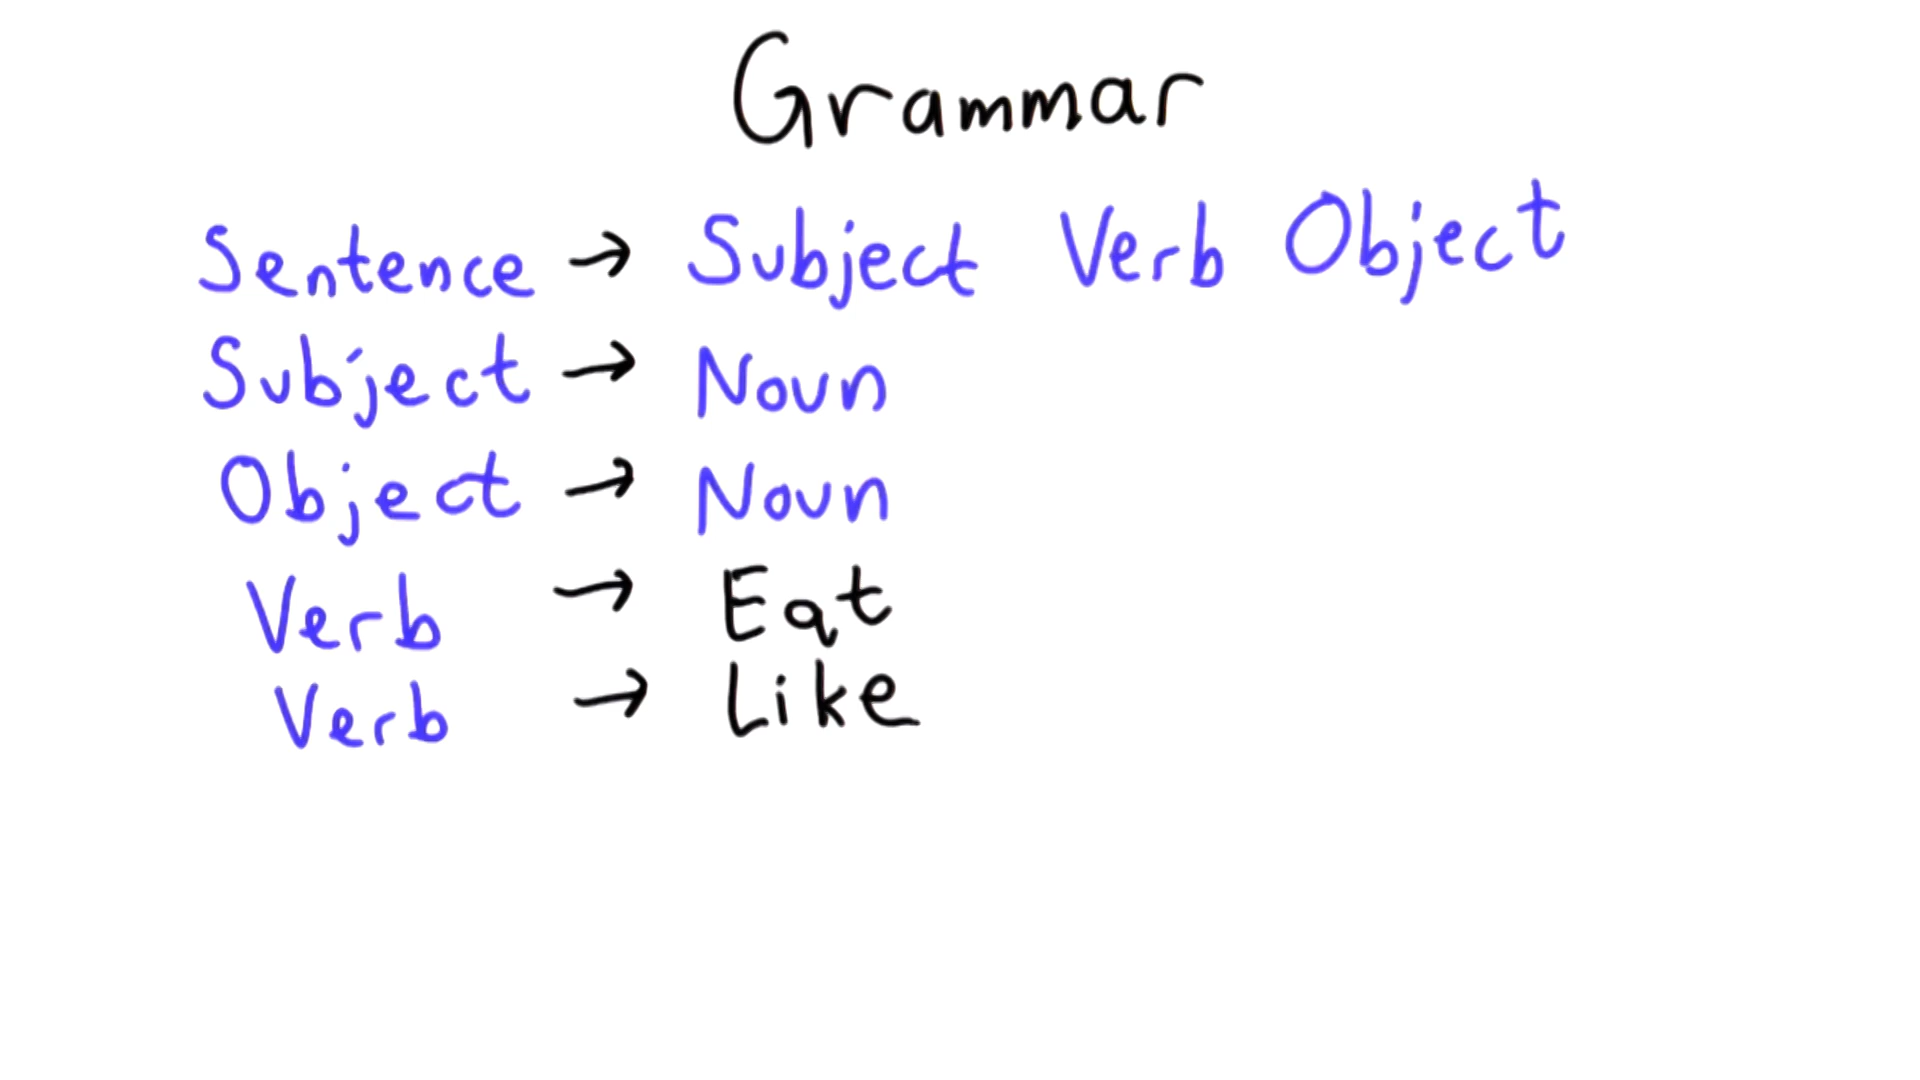 Grammar
Sentence → Subject Verb Object
Subject → Noun
Object → Noun
Verb → Eat
Verb → Like